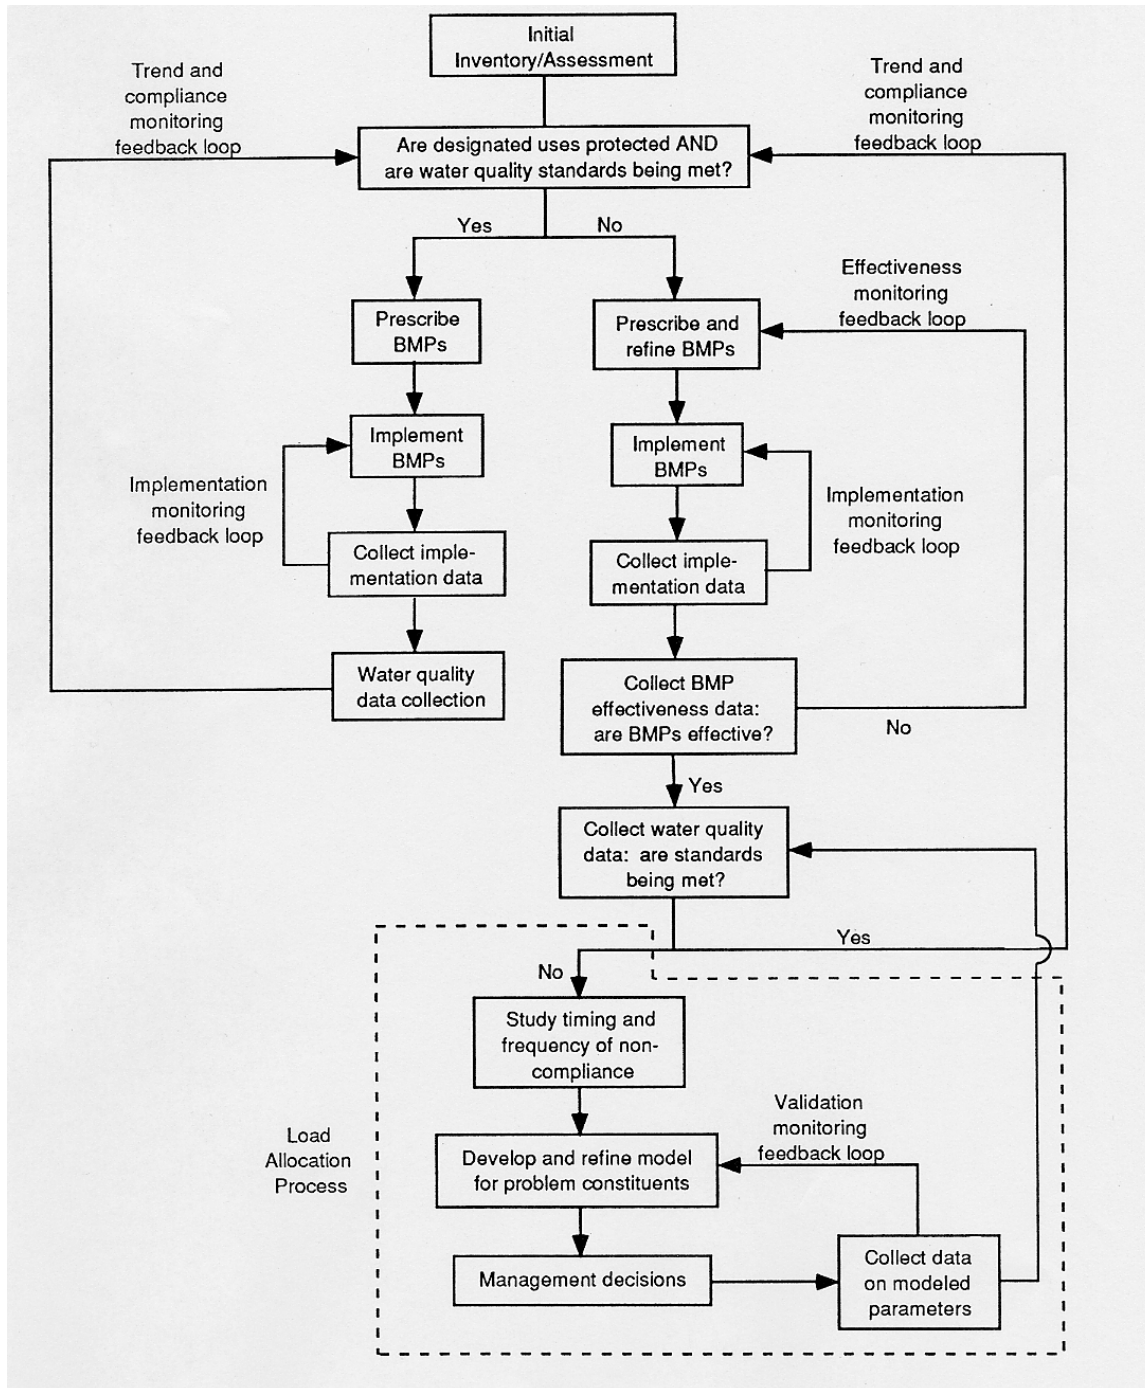 Initial
Inventory/Assessment
Trend and
compliance
monitoring
feedback loop
Trend and
compliance
monitoring
feedback loop
Are designated uses protected AND
are water quality standards being met?
Yes
No
Effectiveness
monitoring
feedback loop
Prescribe
BMPs
Prescribe and
refine BMPs
Implement
BMPs
Implement
BMPs
Implementation
monitoring
feedback loop
Implementation
monitoring
feedback loop
Collect imple-
mentation data
Collect imple-
mentation data
Water quality
data collection
Collect BMP
effectiveness data:
are BMPs effective?
No
Yes
Collect water quality
data: are standards
being met?
Yes
No
Study timing and
frequency of non-
compliance
Validation
monitoring
feedback loop
Load
Allocation
Process
Develop and refine model
for problem constituents
Management decisions
Collect data
on modeled
parameters